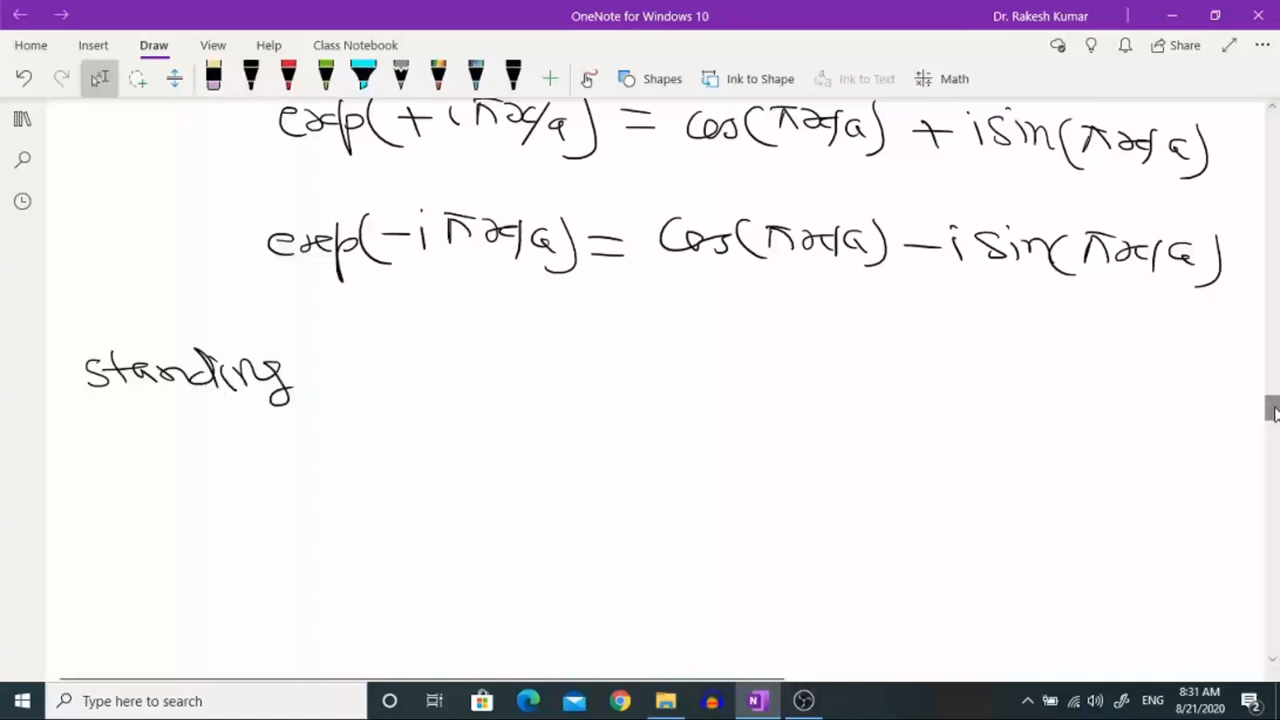 OneNote for Windows 10
Dr. Rakesh Kumar
Home Insert Draw View Help Class Notebook
Share
Shapes Ink to Shape Ink to Text Math
exp(+iπx/a) = cos(πx/a) + i sin(πx/a)
exp(-iπx/a) = cos(πx/a) - i sin(πx/a)
standing
Type here to search
ENG
8:31 AM
8/21/2020
2